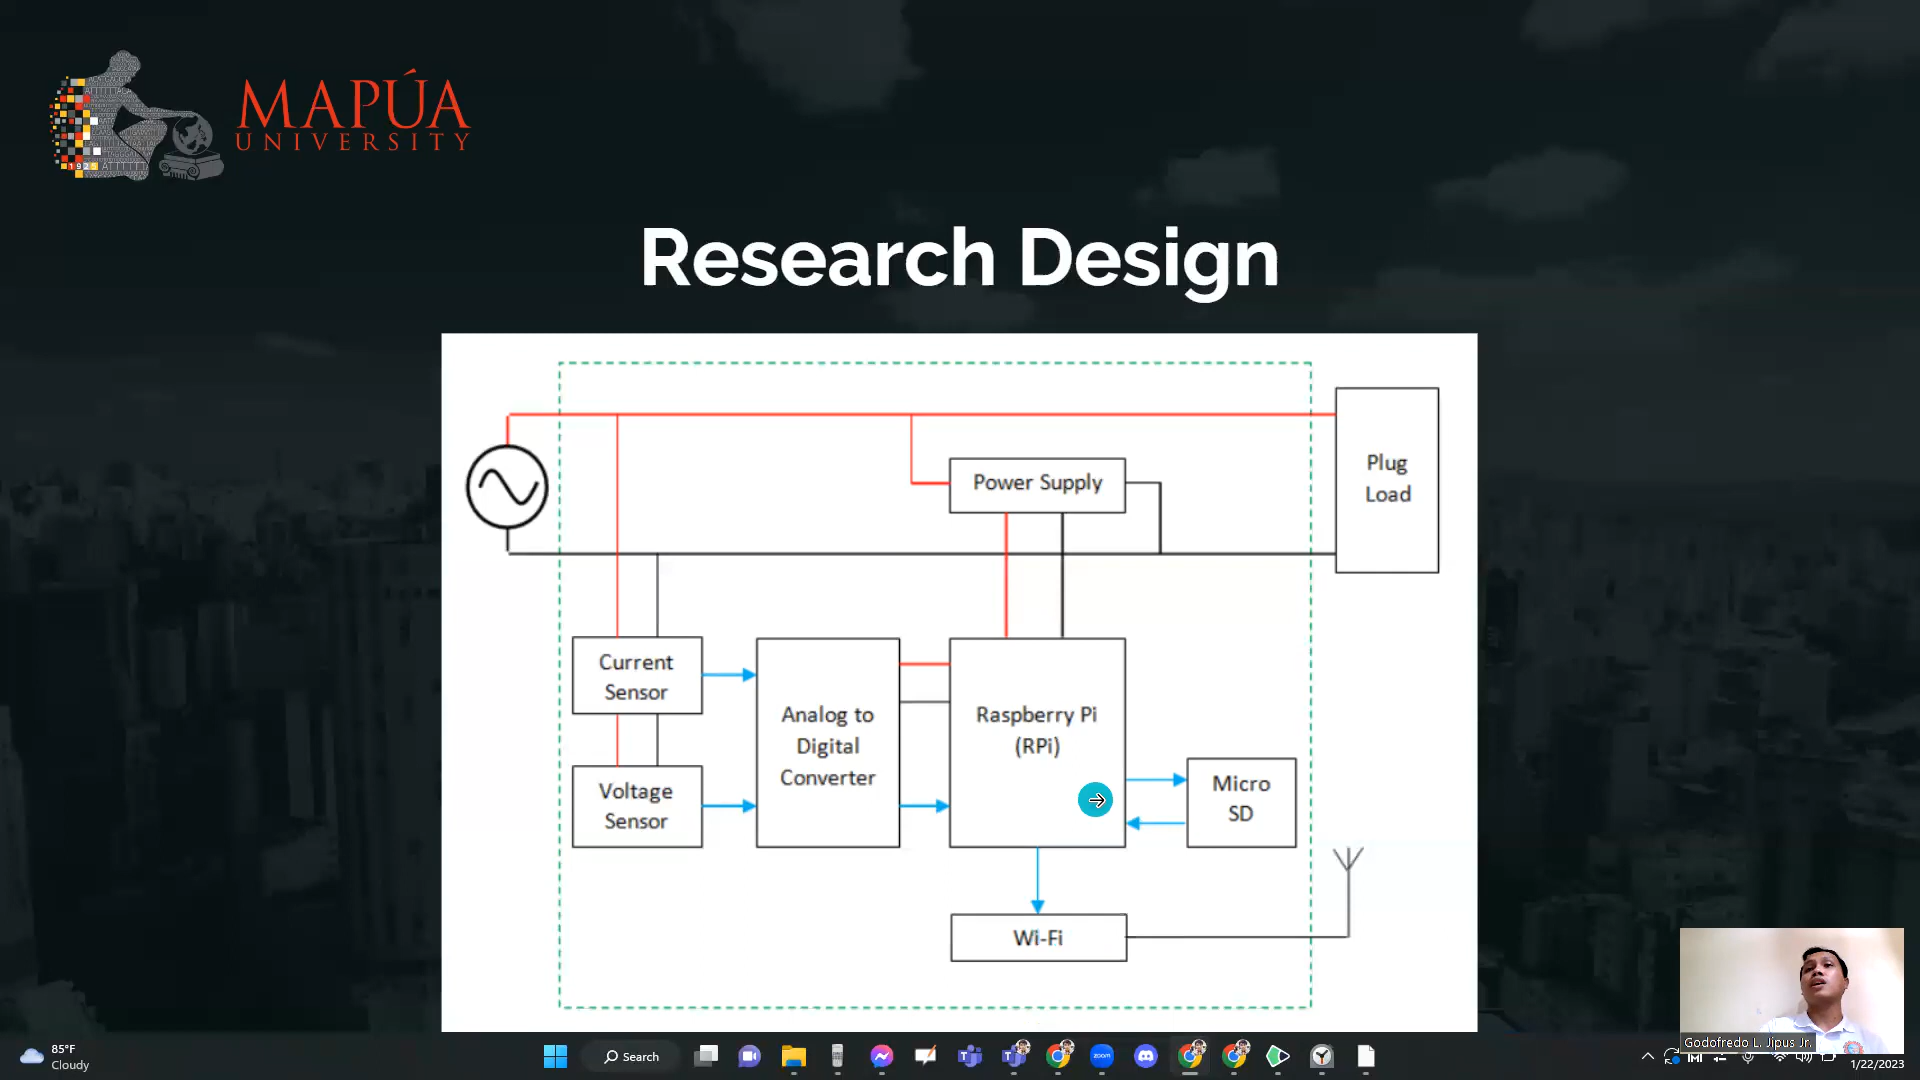 MAPÚA
UNIVERSITY
Research Design
Power Supply
Plug
Load
Current
Sensor
Analog to
Digital
Converter
Raspberry Pi
(RPi)
Voltage
Sensor
Micro
SD
Wi-Fi
Godofredo L. Jipus Jr.
85°F
Cloudy
Search
zoom
1/22/2023